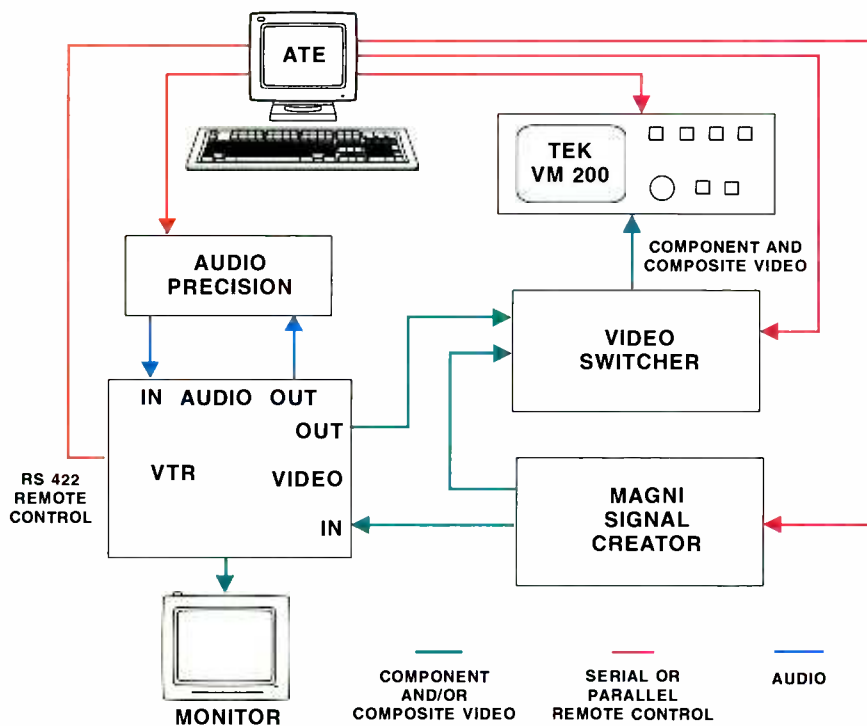 ATE
TEK
VM 200
COMPONENT AND
COMPOSITE VIDEO
AUDIO
PRECISION
VIDEO
SWITCHER
IN AUDIO OUT
OUT
VTR
VIDEO
IN
RS 422
REMOTE
CONTROL
MAGNI
SIGNAL
CREATOR
MONITOR
COMPONENT
AND/OR
COMPOSITE VIDEO
SERIAL OR
PARALLEL
REMOTE CONTROL
AUDIO